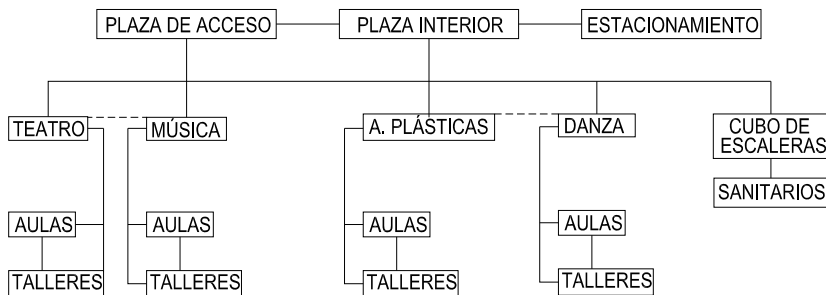 PLAZA DE ACCESO
PLAZA INTERIOR
ESTACIONAMIENTO
TEATRO
MÚSICA
A. PLÁSTICAS
DANZA
CUBO DE
ESCALERAS
SANITARIOS
AULAS
AULAS
AULAS
AULAS
TALLERES
TALLERES
TALLERES
TALLERES